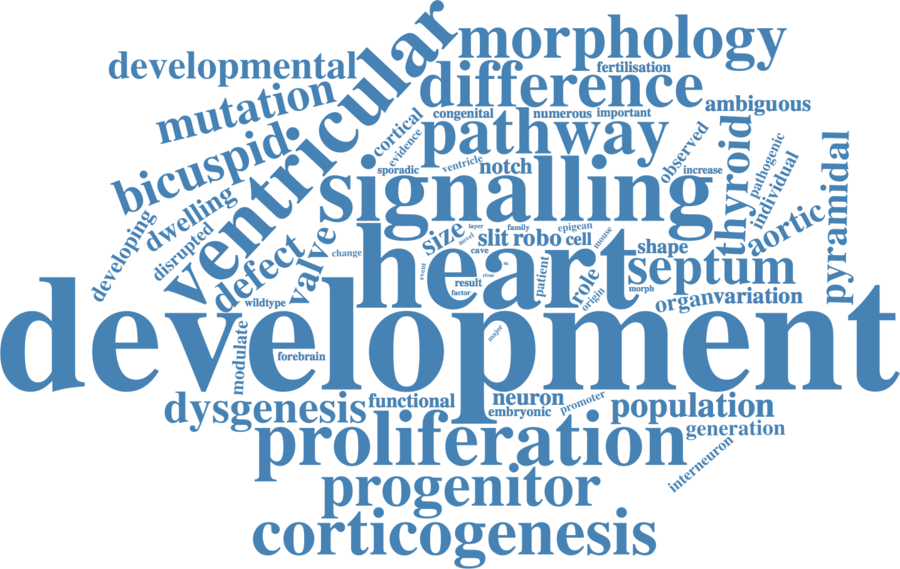 ventricular
morphology
developmental
fertilisation
difference
mutation
ambiguous
congenital
numerous
important
cortical
pathway
evidence
observed
thyroid
pathogenic
bicuspid
ventricle
notch
sporadic
increase
individual
pyramidal
signalling
dwelling
developing
disrupted
aortic
size
layer
family
epigean
novel
slit robo
cell
mouse
shape
defect
valve
change
heart
cave
septum
event
river
result
factor
patient
role
origin
morph
organ
variation
wildtype
development
major
modulate
forebrain
dysgenesis
functional
neuron
embryonic
promoter
population
proliferation
generation
interneuron
progenitor
corticogenesis